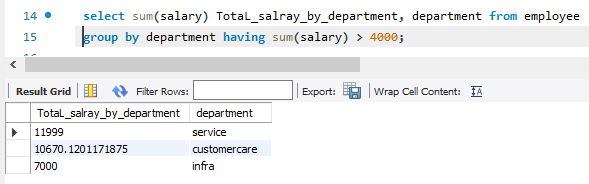 14 select sum(salary) TotaL_salray_by_department, department from employee
15 group by department having sum(salary) > 4000;
Result Grid Filter Rows: Export: Wrap Cell Content:
TotaL_salray_by_department department
11999 service
10670.1201171875 customercare
7000 infra